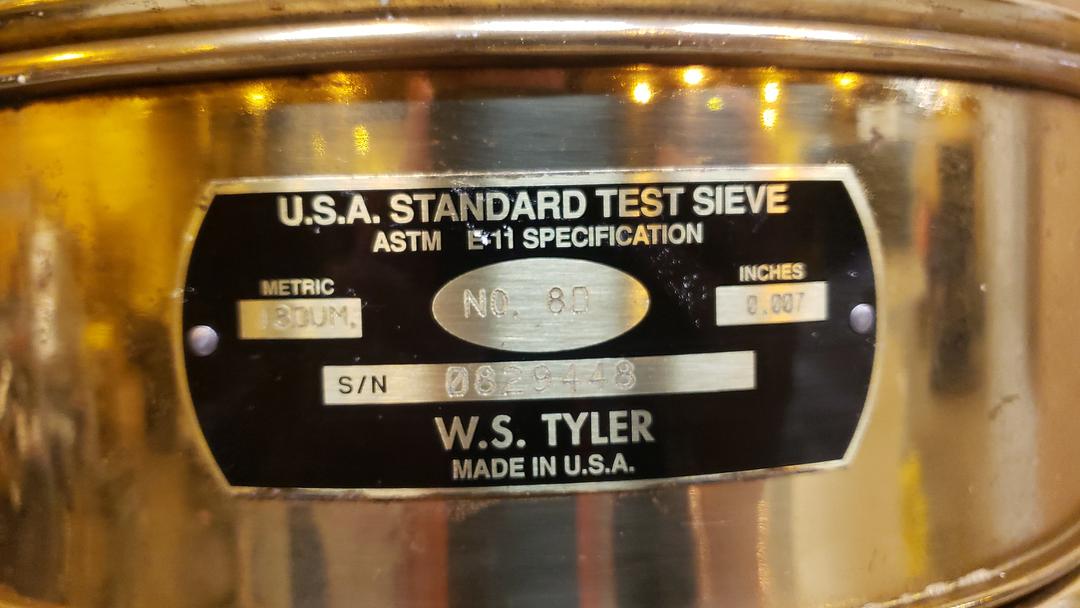 U.S.A. STANDARD TEST SIEVE
ASTM E-11 SPECIFICATION
METRIC
INCHES
180UM.
NO. 80
0.007
S/N 0829448
W.S. TYLER
MADE IN U.S.A.